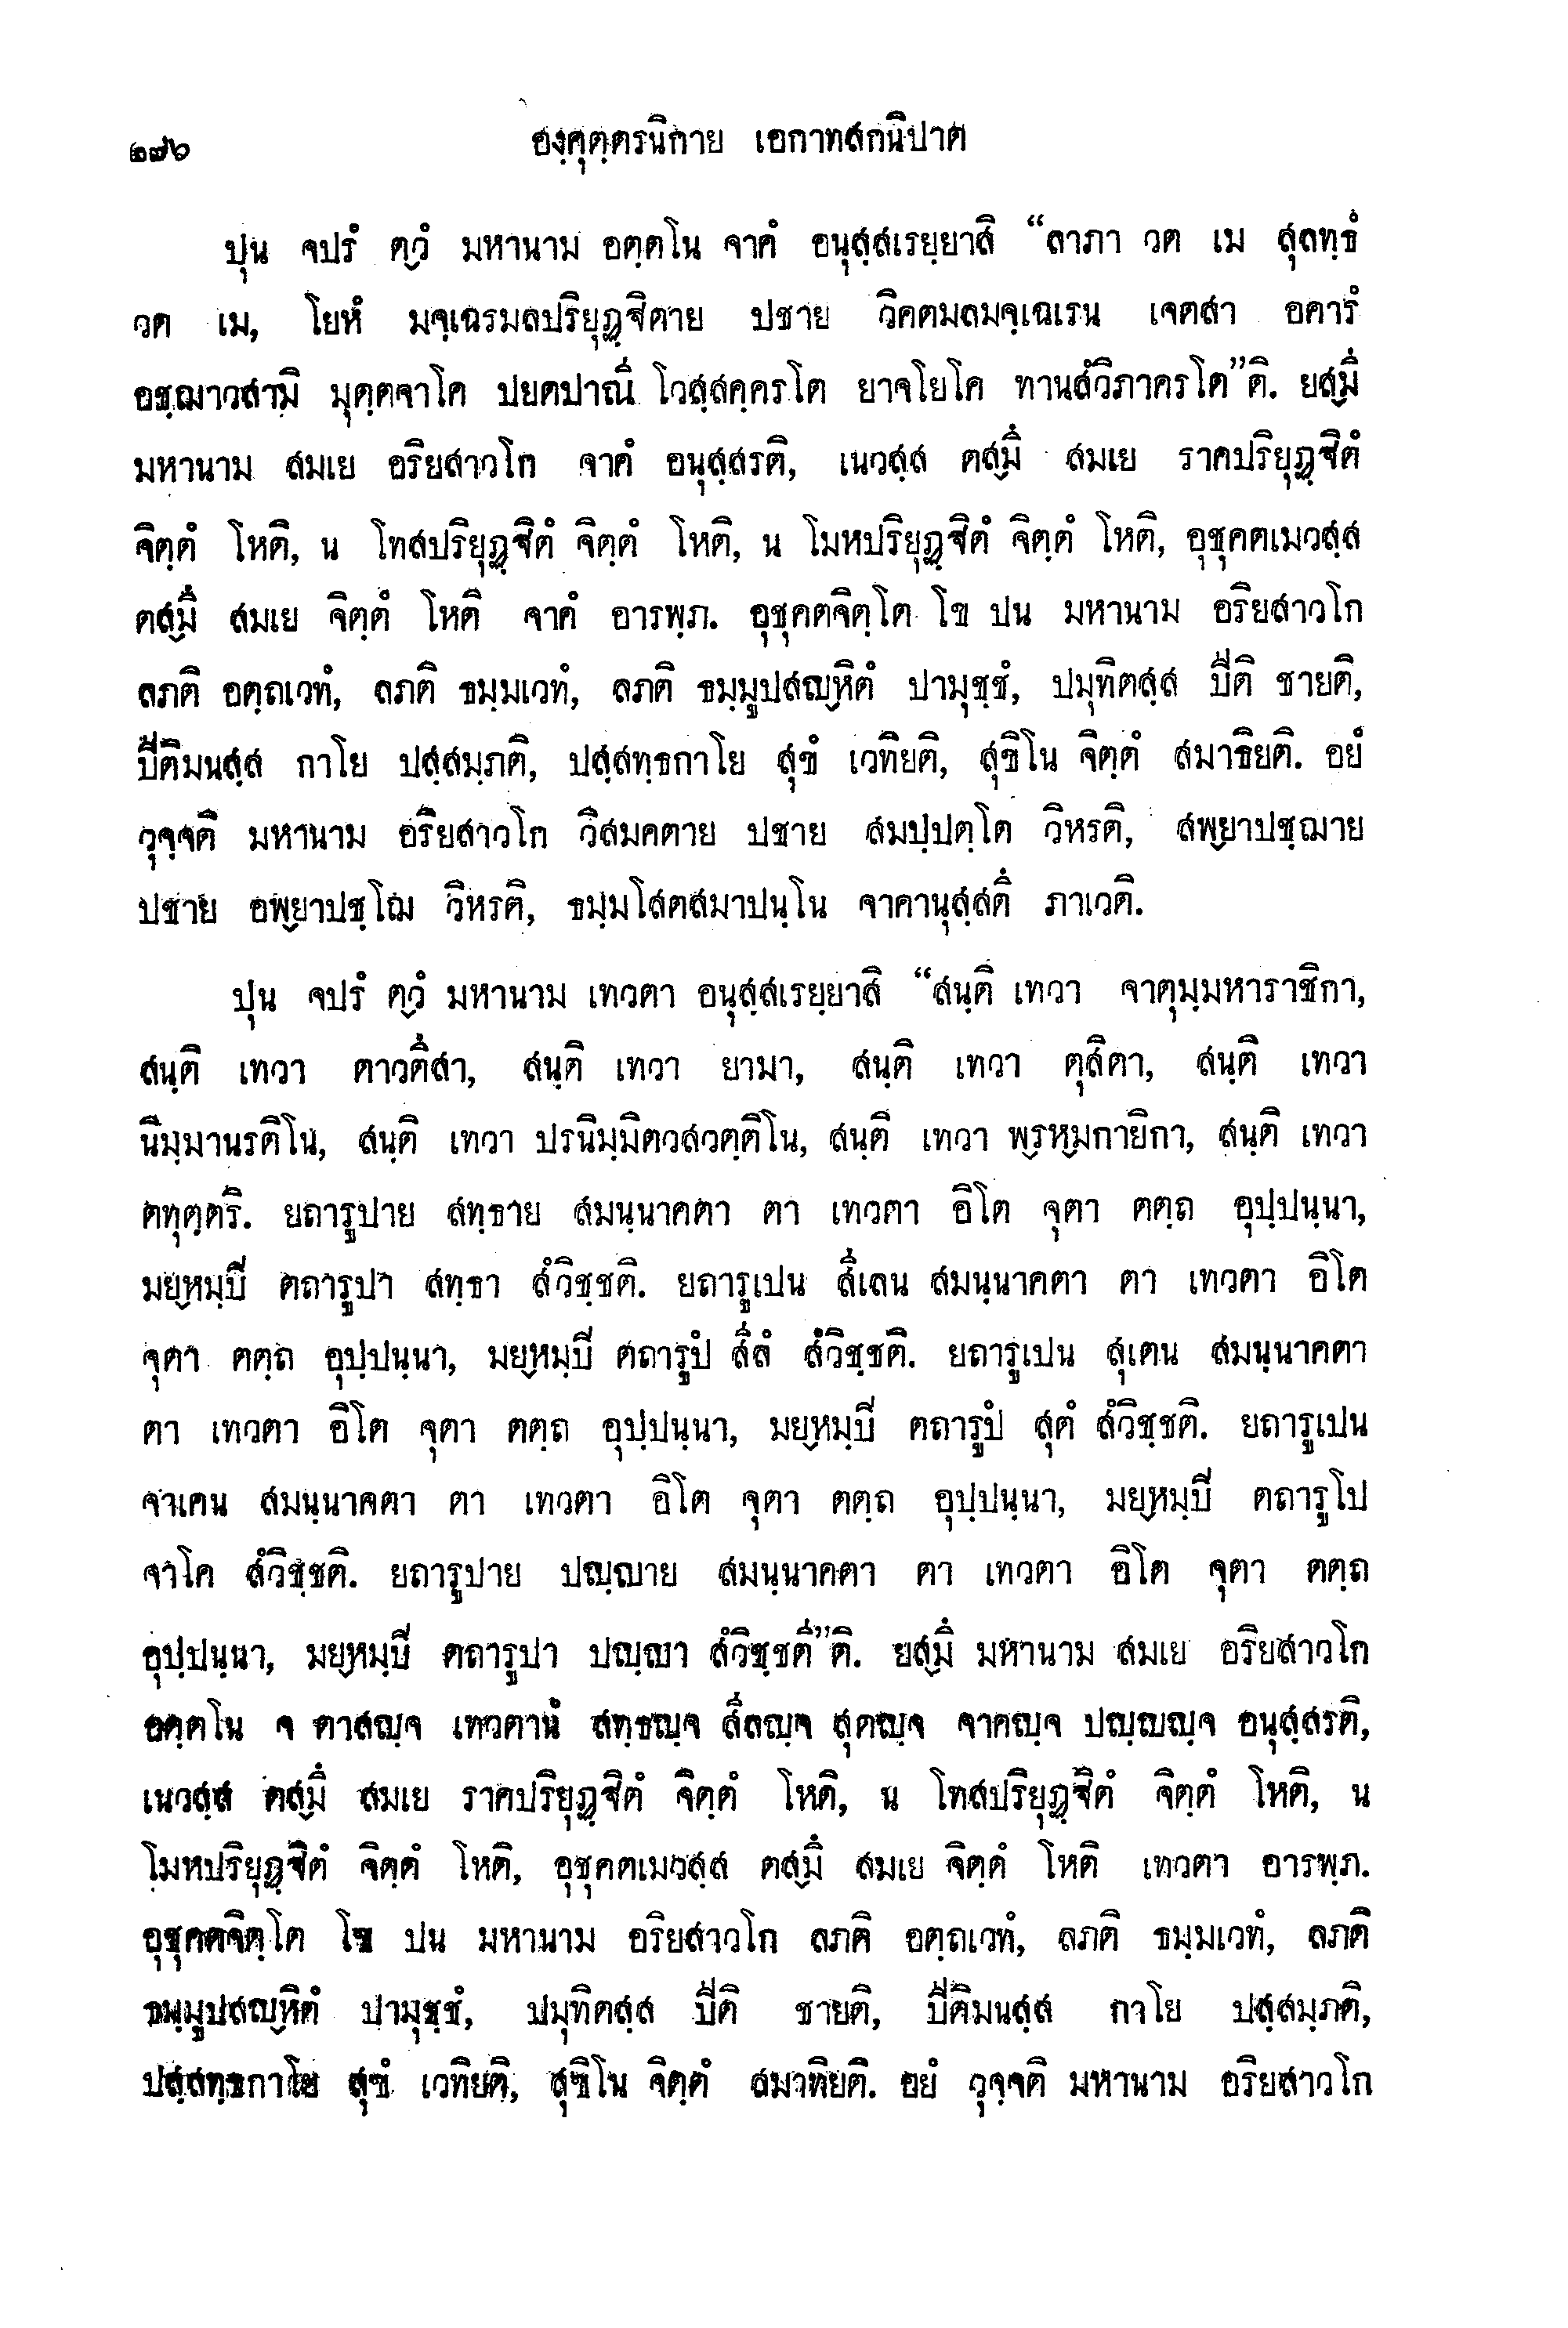 ๒๗๖ องฺคุตฺตรนิกาย เอกาทสกนิปาต
ปุน จปรํ ตฺวํ มหานาม อตฺตโน จาคํ อนุสฺสเรยฺยาสิ “ลาภา วต เม สุลทฺธํ
วต เม, โยหํ มจฺเฉรมลปริยุฏฺฐิตาย ปชาย วิคตมลมจฺเฉเรน เจตสา อคารํ
อชฺฌาวสามิ มุตฺตจาโค ปยตปาณิ โวสฺสคฺครโต ยาจโยโค ทานสํวิภาครโต”ติ. ยสฺมึ
มหานาม สมเย อริยสาวโก จาคํ อนุสฺสรติ, เนวสฺส ตสฺมึ สมเย ราคปริยุฏฺฐิตํ
จิตฺตํ โหติ, น โทสปริยุฏฺฐิตํ จิตฺตํ โหติ, น โมหปริยุฏฺฐิตํ จิตฺตํ โหติ, อุชุคตเมวสฺส
ตสฺมึ สมเย จิตฺตํ โหติ จาคํ อารพฺภ. อุชุคตจิตฺโต โข ปน มหานาม อริยสาวโก
ลภติ อตฺถเวทํ, ลภติ ธมฺมเวทํ, ลภติ ธมฺมูปสญฺหิตํ ปามุชฺชํ, ปมุทิตสฺส ปีติ ชายติ,
ปีติมนสฺส กาโย ปสฺสมฺภติ, ปสฺสทฺธกาโย สุขํ เวทิยติ, สุขิโน จิตฺตํ สมาธิยติ. อยํ
วุจฺจติ มหานาม อริยสาวโก วิสมคตาย ปชาย สมปฺปตฺโต วิหรติ, สพฺยาปชฺฌาย
ปชาย อพฺยาปชฺโฌ วิหรติ, ธมฺมโสตสมาปนฺโน จาคานุสฺสตึ ภาเวติ.
ปุน จปรํ ตฺวํ มหานาม เทวตา อนุสฺสเรยฺยาสิ “สนฺติ เทวา จาตุมฺมหาราชิกา,
สนฺติ เทวา ตาวตึสา, สนฺติ เทวา ยามา, สนฺติ เทวา ตุสิตา, สนฺติ เทวา
นิมฺมานรติโน, สนฺติ เทวา ปรนิมฺมิตวสวตฺติโน, สนฺติ เทวา พฺรหฺมกายิกา, สนฺติ เทวา
ตทุตฺตริ. ยถารูปาย สทฺธาย สมนฺนาคตา ตา เทวตา อิโต จุตา ตตฺถ อุปฺปนฺนา,
มยฺหมฺปิ ตถารูปา สทฺธา สํวิชฺชติ. ยถารูเปน สีเลน สมนฺนาคตา ตา เทวตา อิโต
จุตา ตตฺถ อุปฺปนฺนา, มยฺหมฺปิ ตถารูปํ สีลํ สํวิชฺชติ. ยถารูเปน สุเตน สมนฺนาคตา
ตา เทวตา อิโต จุตา ตตฺถ อุปฺปนฺนา, มยฺหมฺปิ ตถารูปํ สุตํ สํวิชฺชติ. ยถารูเปน
จาเคน สมนฺนาคตา ตา เทวตา อิโต จุตา ตตฺถ อุปฺปนฺนา, มยฺหมฺปิ ตถารูโป
จาโค สํวิชฺชติ. ยถารูปาย ปญฺญาย สมนฺนาคตา ตา เทวตา อิโต จุตา ตตฺถ
อุปฺปนฺนา, มยฺหมฺปิ ตถารูปา ปญฺญา สํวิชฺชตี”ติ. ยสฺมึ มหานาม สมเย อริยสาวโก
อตฺตโน จ ตาสญฺจ เทวตานํ สทฺธญฺจ สีลญฺจ สุตญฺจ จาคญฺจ ปญฺญญฺจ อนุสฺสรติ,
เนวสฺส ตสฺมึ สมเย ราคปริยุฏฺฐิตํ จิตฺตํ โหติ, น โทสปริยุฏฺฐิตํ จิตฺตํ โหติ, น
โมหปริยุฏฺฐิตํ จิตฺตํ โหติ, อุชุคตเมวสฺส ตสฺมึ สมเย จิตฺตํ โหติ เทวตา อารพฺภ.
อุชุคตจิตฺโต โข ปน มหานาม อริยสาวโก ลภติ อตฺถเวทํ, ลภติ ธมฺมเวทํ, ลภติ
ธมฺมูปสญฺหิตํ ปามุชฺชํ, ปมุทิตสฺส ปีติ ชายติ, ปีติมนสฺส กาโย ปสฺสมฺภติ,
ปสฺสทฺธกาโย สุขํ เวทิยติ, สุขิโน จิตฺตํ สมาทิยติ. อยํ วุจฺจติ มหานาม อริยสาวโก